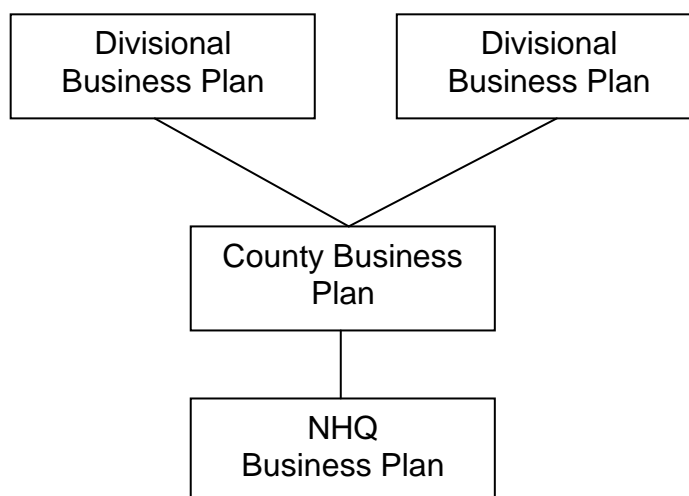 Divisional
Business Plan
Divisional
Business Plan
County Business
Plan
NHQ
Business Plan